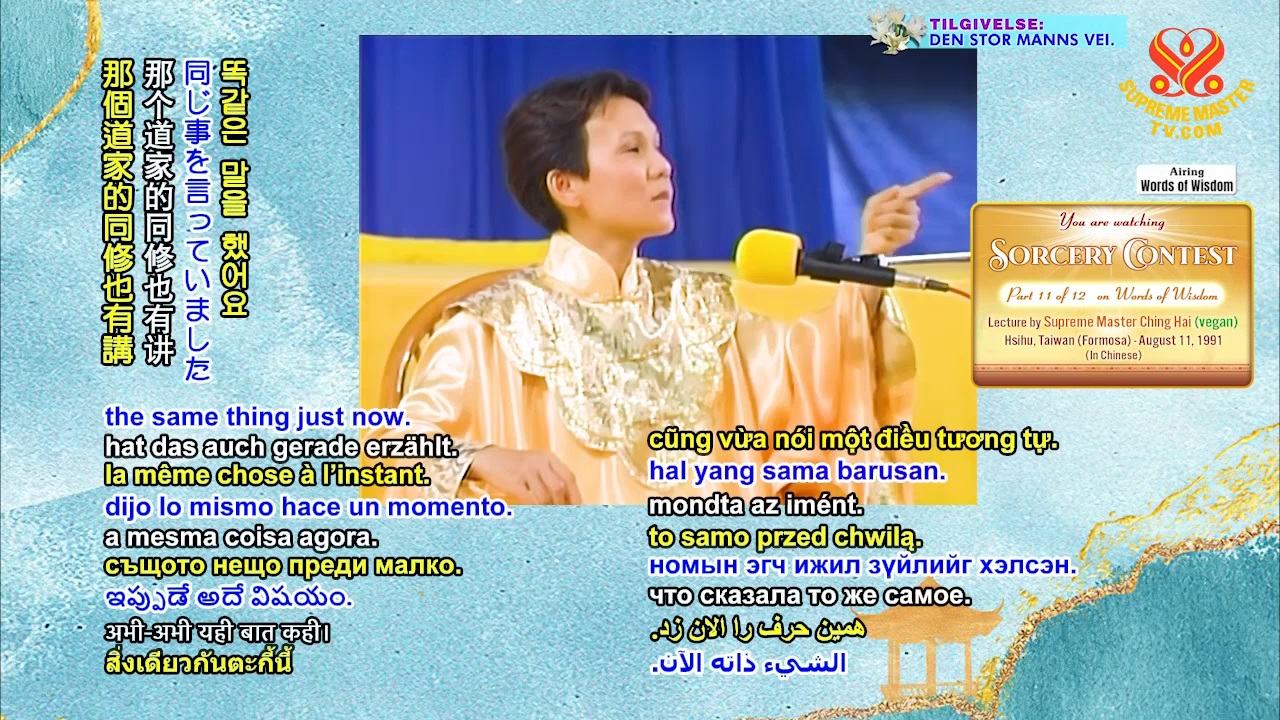 TILGIVELSE:
DEN STOR MANNS VEI.
SUPREME MASTER
TV.COM
Airing
Words of Wisdom
You are watching
SORCERY CONTEST
Part 11 of 12 on Words of Wisdom
Lecture by Supreme Master Ching Hai (vegan)
Hsihu, Taiwan (Formosa) - August 11, 1991
(In Chinese)
똑같은 말을 했어요
同じ事を言っていました
那个道家的同修也有讲
那個道家的同修也有講
the same thing just now.
hat das auch gerade erzählt.
la même chose à l’instant.
dijo lo mismo hace un momento.
a mesma coisa agora.
същото нещо преди малко.
ఇప్పుడే అదే విషయం.
अभी-अभी यही बात कही।
สิ่งเดียวกันตะกี้นี้
cũng vừa nói một điều tương tự.
hal yang sama barusan.
mondta az imént.
to samo przed chwilą.
номын эгч ижил зүйлийг хэлсэн.
что сказала то же самое.
همین حرف را الان زد.
الشيء ذاته الآن.